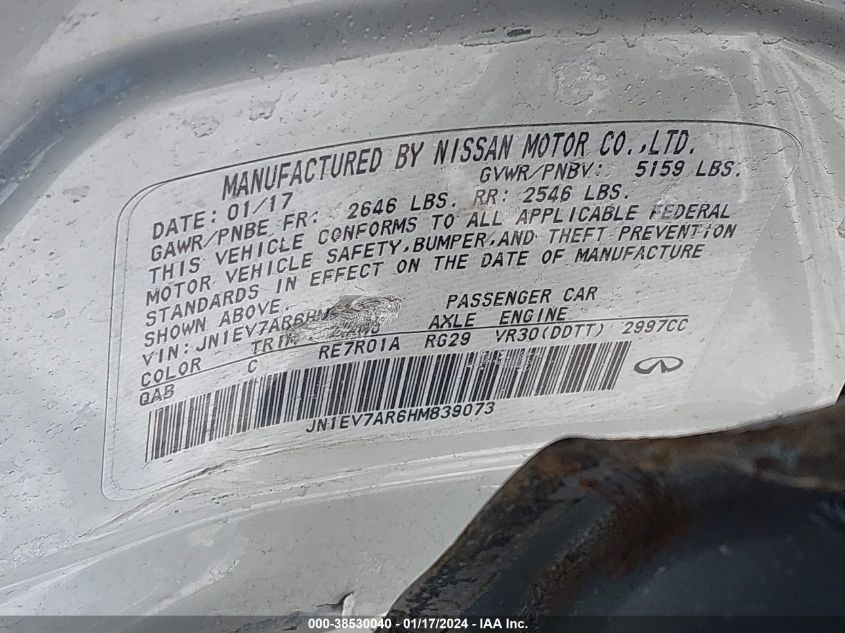 MANUFACTURED BY NISSAN MOTOR CO.,LTD.
DATE: 01/17 GVWR/PNBV: 5159 LBS.
GAWR/PNBE FR: 2646 LBS. RR: 2546 LBS.
THIS VEHICLE CONFORMS TO ALL APPLICABLE FEDERAL
MOTOR VEHICLE SAFETY,BUMPER,AND THEFT PREVENTION
STANDARDS IN EFFECT ON THE DATE OF MANUFACTURE
SHOWN ABOVE.
VIN: JN1EV7AR6HM PASSENGER CAR
COLOR TRIM AXLE ENGINE
QAB C RE7R01A RG29 VR30(DDTT) 2997CC
JN1EV7AR6HM839073
000-38530040 - 01/17/2024 - IAA Inc.